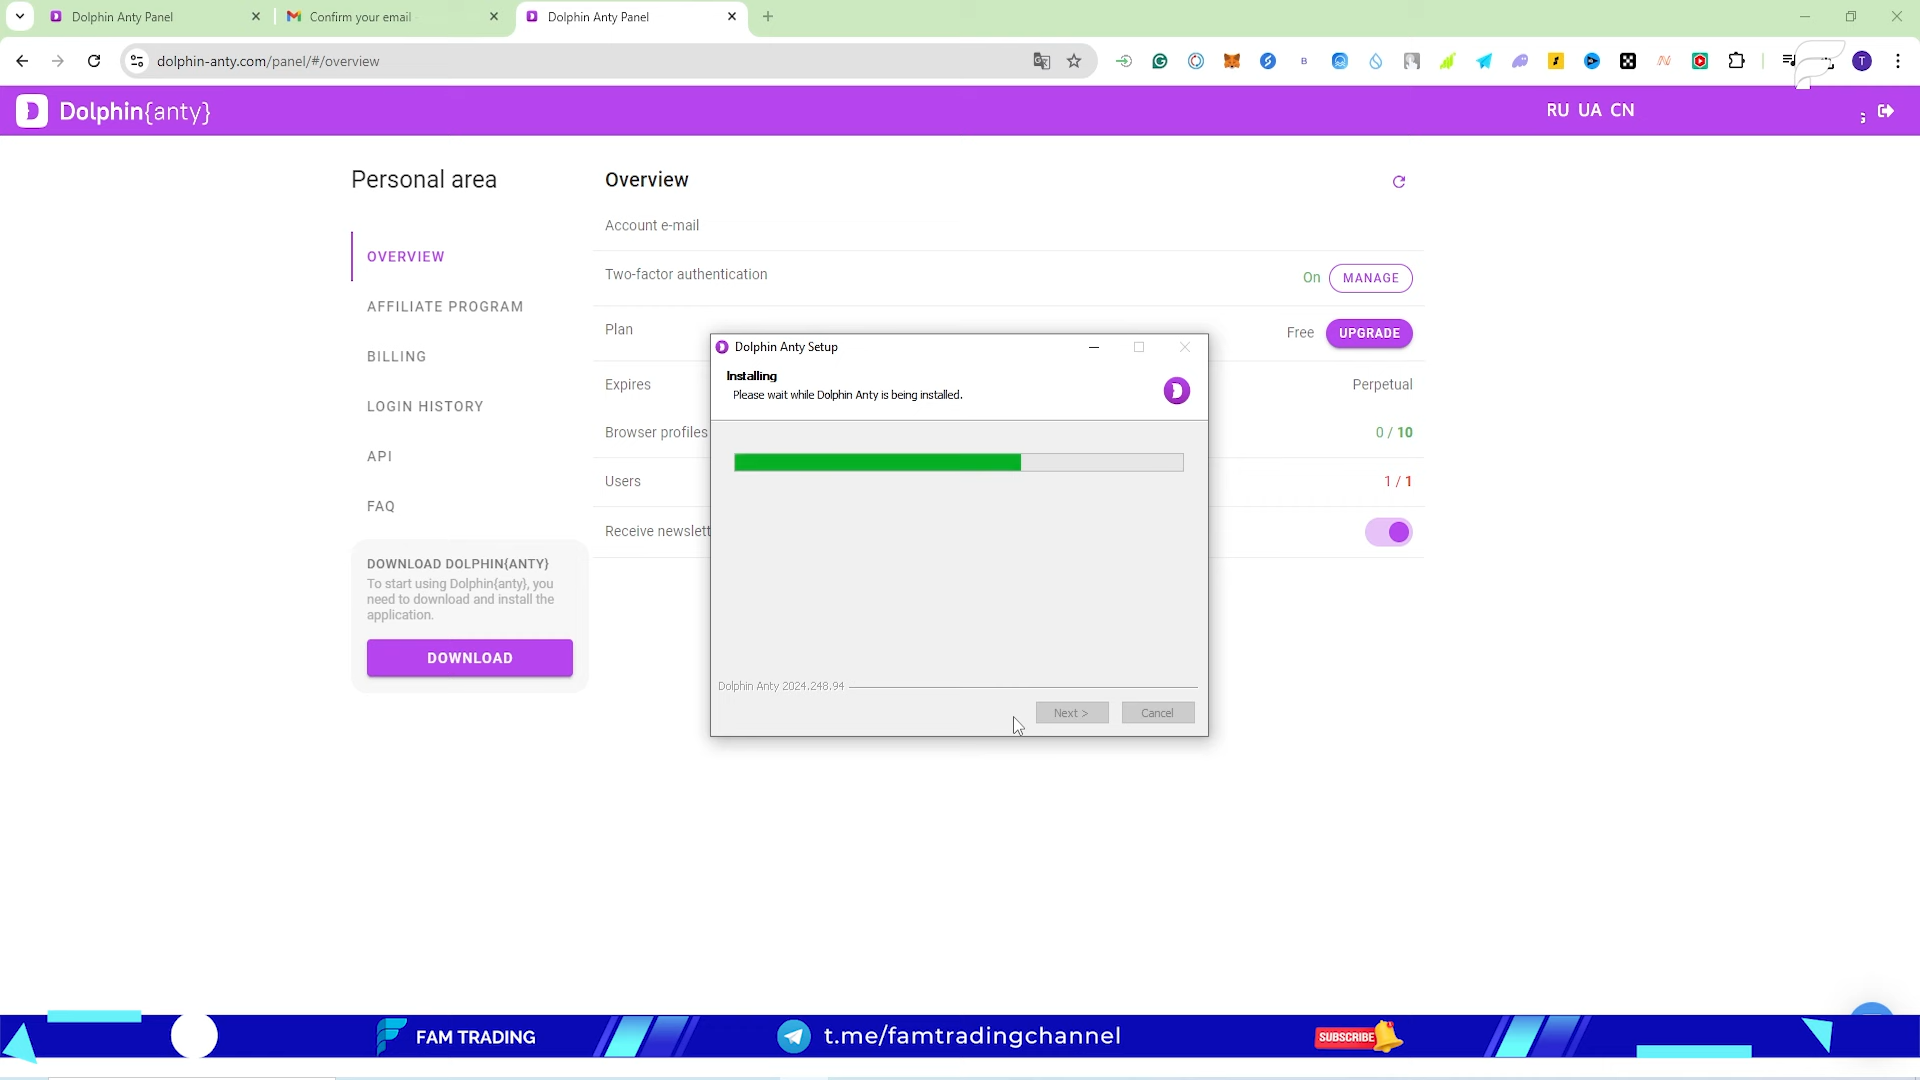 Dolphin Anty Panel
Confirm your email
Dolphin Anty Panel
dolphin-anty.com/panel/#/overview
T
Dolphin{anty}
RU UA CN
Personal area
OVERVIEW
AFFILIATE PROGRAM
BILLING
LOGIN HISTORY
API
FAQ
DOWNLOAD DOLPHIN{ANTY}
To start using Dolphin{anty}, you
need to download and install the
application.
DOWNLOAD
Overview
Account e-mail
Two-factor authentication
On MANAGE
Plan
Free UPGRADE
Expires
Perpetual
Browser profiles
0 / 10
Users
1 / 1
Receive newslett
Dolphin Anty Setup
Installing
Please wait while Dolphin Anty is being installed.
Dolphin Anty 2024.248.94
Next >
Cancel
FAM TRADING
t.me/famtradingchannel
SUBSCRIBE